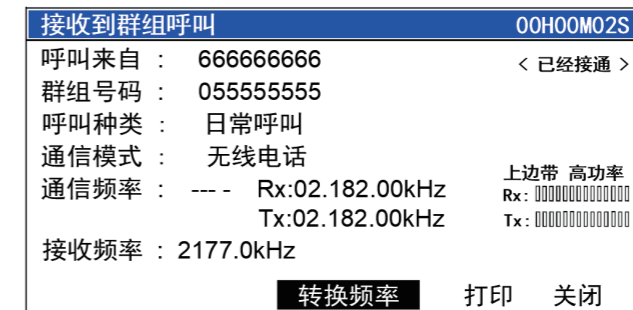 接收到群组呼叫 00H00M02S
呼叫来自 : 666666666 < 已经接通 >
群组号码 : 055555555
呼叫种类 : 日常呼叫
通信模式 : 无线电话
上边带 高功率
通信频率 : --- - Rx:02.182.00kHz Rx:
Tx:02.182.00kHz Tx:
接收频率 : 2177.0kHz
转换频率 打印 关闭